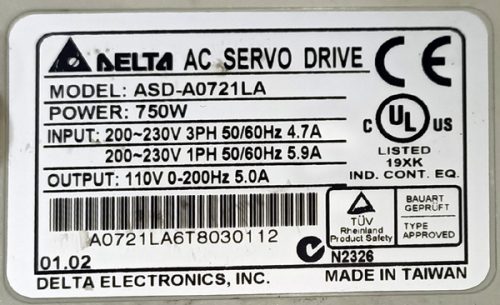 DELTA AC SERVO DRIVE CE
MODEL: ASD-A0721LA
POWER: 750W
INPUT: 200~230V 3PH 50/60Hz 4.7A
200~230V 1PH 50/60Hz 5.9A
OUTPUT: 110V 0-200Hz 5.0A
C UL US
LISTED
19XK
IND. CONT. EQ.
A0721LA6T8030112
TÜV
Rheinland
Product Safety
BAUART
GEPRÜFT
TYPE
APPROVED
01.02
N2326
DELTA ELECTRONICS, INC.
MADE IN TAIWAN